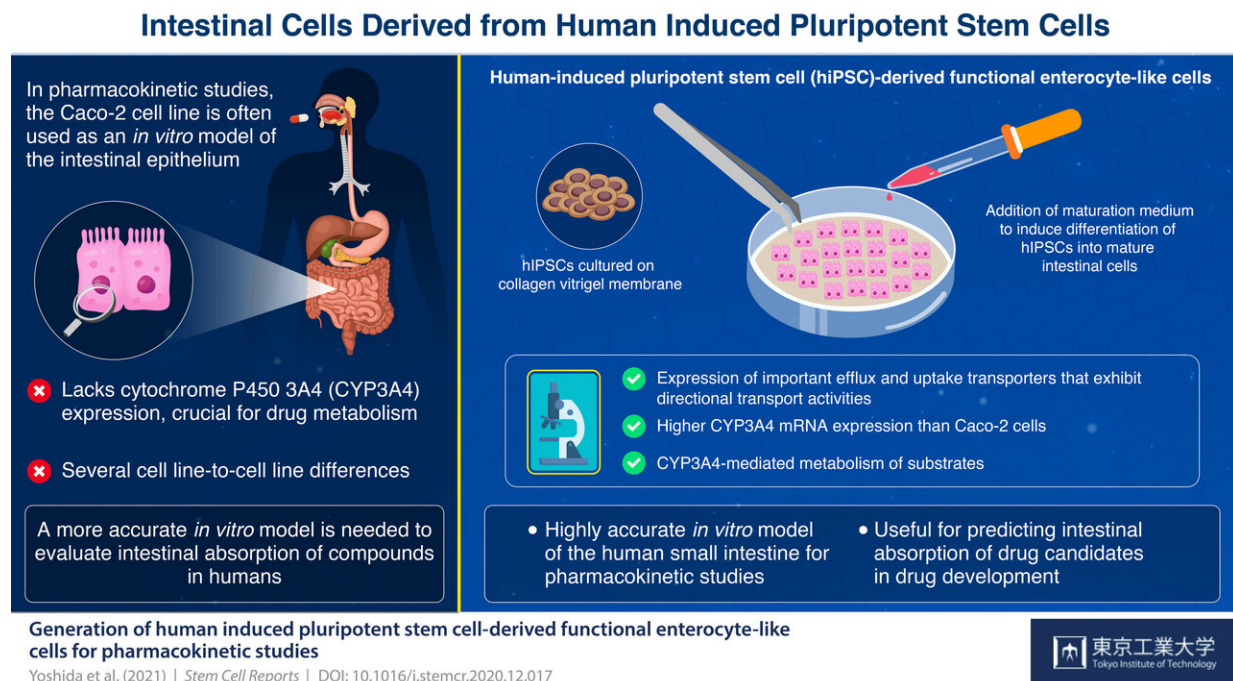 Intestinal Cells Derived from Human Induced Pluripotent Stem Cells
In pharmacokinetic studies,
the Caco-2 cell line is often
used as an in vitro model of
the intestinal epithelium
Lacks cytochrome P450 3A4 (CYP3A4)
expression, crucial for drug metabolism
Several cell line-to-cell line differences
A more accurate in vitro model is needed to
evaluate intestinal absorption of compounds
in humans
Human-induced pluripotent stem cell (hiPSC)-derived functional enterocyte-like cells
hIPSCs cultured on
collagen vitrigel membrane
Addition of maturation medium
to induce differentiation of
hIPSCs into mature
intestinal cells
Expression of important efflux and uptake transporters that exhibit
directional transport activities
Higher CYP3A4 mRNA expression than Caco-2 cells
CYP3A4-mediated metabolism of substrates
• Highly accurate in vitro model
of the human small intestine for
pharmacokinetic studies
• Useful for predicting intestinal
absorption of drug candidates
in drug development
Generation of human induced pluripotent stem cell-derived functional enterocyte-like
cells for pharmacokinetic studies
Yoshida et al. (2021) | Stem Cell Reports | DOI: 10.1016/j.stemcr.2020.12.017
東京工業大学
Tokyo Institute of Technology